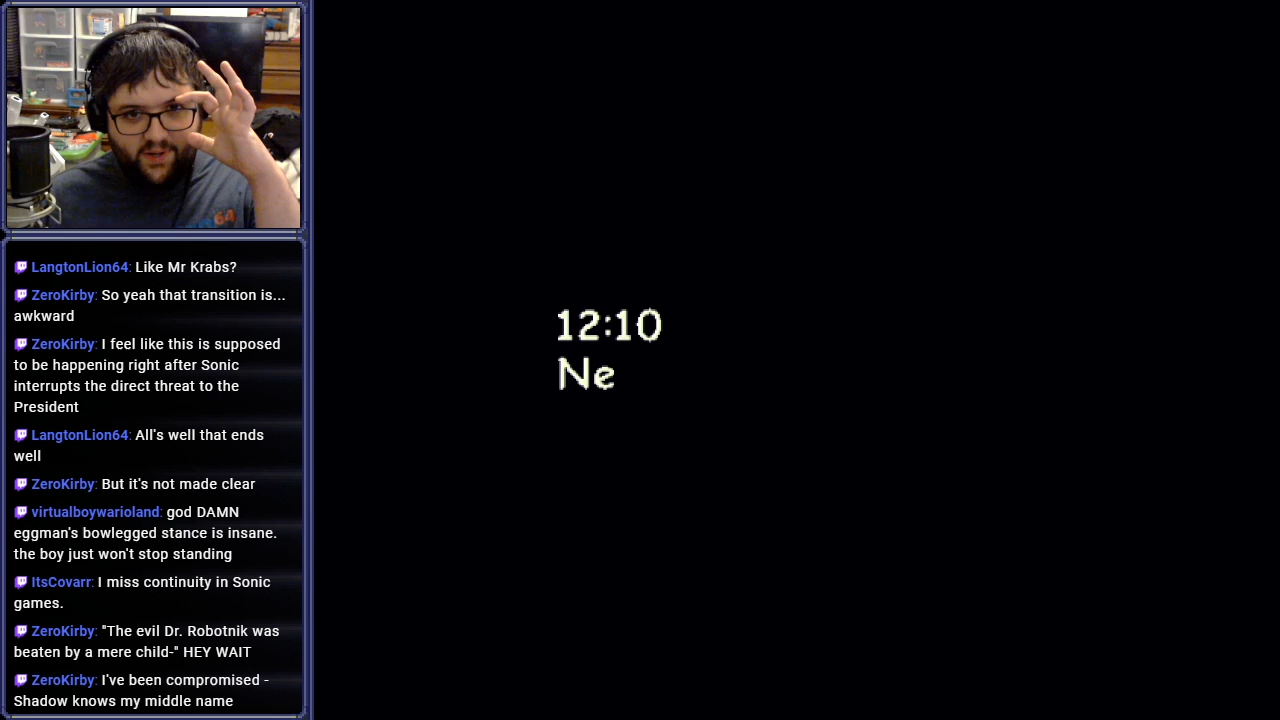 64
LangtonLion64: Like Mr Krabs?
ZeroKirby: So yeah that transition is...
awkward
ZeroKirby: I feel like this is supposed
to be happening right after Sonic
interrupts the direct threat to the
President
LangtonLion64: All's well that ends
well
ZeroKirby: But it's not made clear
virtualboywarioland: god DAMN
eggman's bowlegged stance is insane.
the boy just won't stop standing
ItsCovarr: I miss continuity in Sonic
games.
ZeroKirby: "The evil Dr. Robotnik was
beaten by a mere child-" HEY WAIT
ZeroKirby: I've been compromised -
Shadow knows my middle name
12:10
Ne